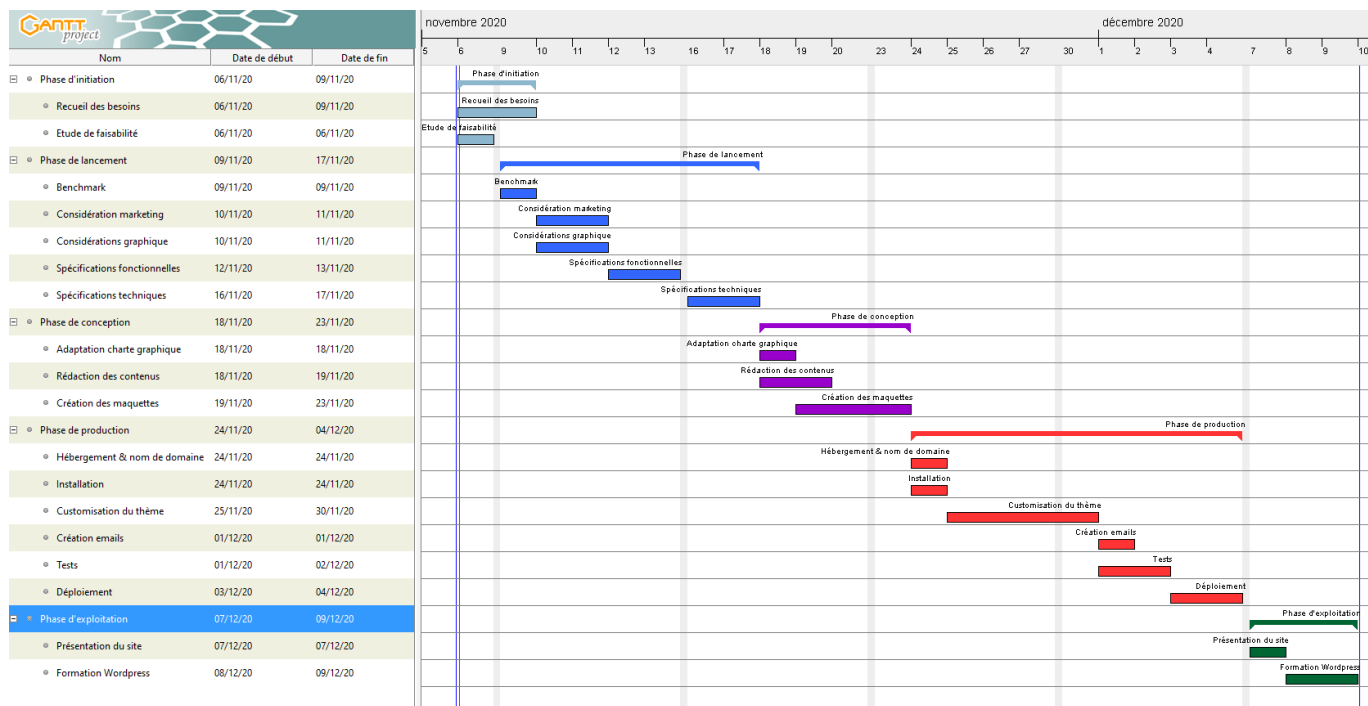 GANTT project
novembre 2020 décembre 2020
5 6 9 10 11 12 13 16 17 18 19 20 23 24 25 26 27 30 1 2 3 4 7 8 9 10
Nom Date de début Date de fin
Phase d'initiation 06/11/20 09/11/20 Phase d'initiation
Recueil des besoins 06/11/20 09/11/20 Recueil des besoins
Etude de faisabilité 06/11/20 06/11/20 Etude de faisabilité
Phase de lancement 09/11/20 17/11/20 Phase de lancement
Benchmark 09/11/20 09/11/20 Benchmark
Considération marketing 10/11/20 11/11/20 Considération marketing
Considérations graphique 10/11/20 11/11/20 Considérations graphique
Spécifications fonctionnelles 12/11/20 13/11/20 Spécifications fonctionnelles
Spécifications techniques 16/11/20 17/11/20 Spécifications techniques
Phase de conception 18/11/20 23/11/20 Phase de conception
Adaptation charte graphique 18/11/20 18/11/20 Adaptation charte graphique
Rédaction des contenus 18/11/20 19/11/20 Rédaction des contenus
Création des maquettes 19/11/20 23/11/20 Création des maquettes
Phase de production 24/11/20 04/12/20 Phase de production
Hébergement & nom de domaine 24/11/20 24/11/20 Hébergement & nom de domaine
Installation 24/11/20 24/11/20 Installation
Customisation du thème 25/11/20 30/11/20 Customisation du thème
Création emails 01/12/20 01/12/20 Création emails
Tests 01/12/20 02/12/20 Tests
Déploiement 03/12/20 04/12/20 Déploiement
Phase d'exploitation 07/12/20 09/12/20 Phase d'exploitation
Présentation du site 07/12/20 07/12/20 Présentation du site
Formation Wordpress 08/12/20 09/12/20 Formation Wordpress